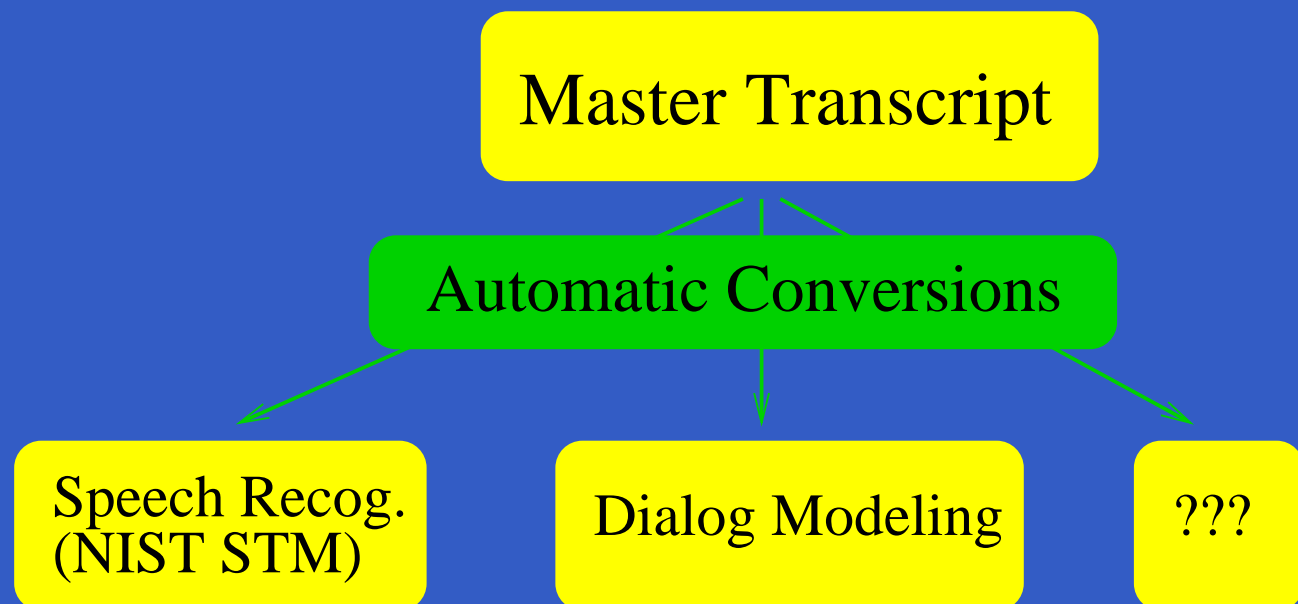 Master Transcript
Automatic Conversions
Speech Recog.
(NIST STM)
Dialog Modeling
???